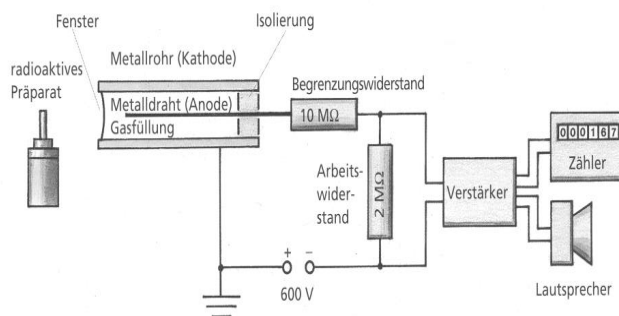 Fenster
Isolierung
Metallrohr (Kathode)
radioaktives
Präparat
Begrenzungswiderstand
Metalldraht (Anode)
10 MΩ
Gasfüllung
000167
Zähler
Arbeits-
wider-
stand
2 MΩ
Verstärker
+ −
600 V
Lautsprecher